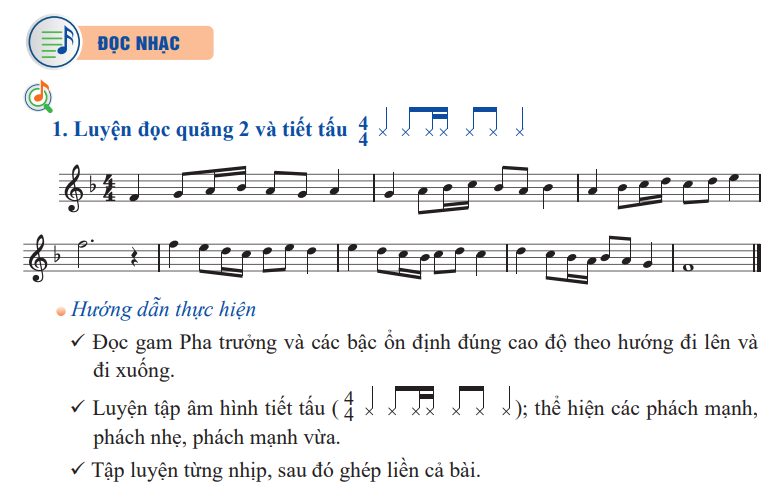 ĐỌC NHẠC
1. Luyện đọc quãng 2 và tiết tấu 4/4
Hướng dẫn thực hiện
✓ Đọc gam Pha trưởng và các bậc ổn định đúng cao độ theo hướng đi lên và
đi xuống.
✓ Luyện tập âm hình tiết tấu ( 4/4 ); thể hiện các phách mạnh,
phách nhẹ, phách mạnh vừa.
✓ Tập luyện từng nhịp, sau đó ghép liền cả bài.